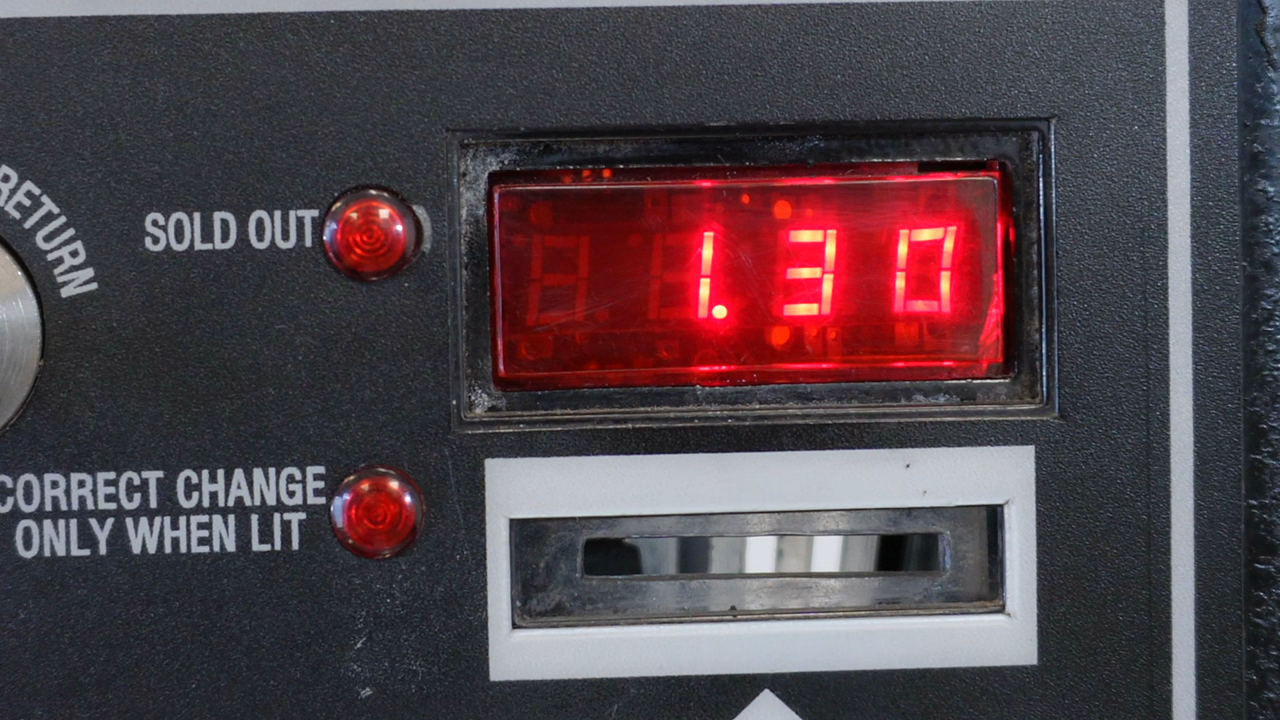 RETURN
SOLD OUT
1.30
CORRECT CHANGE
ONLY WHEN LIT